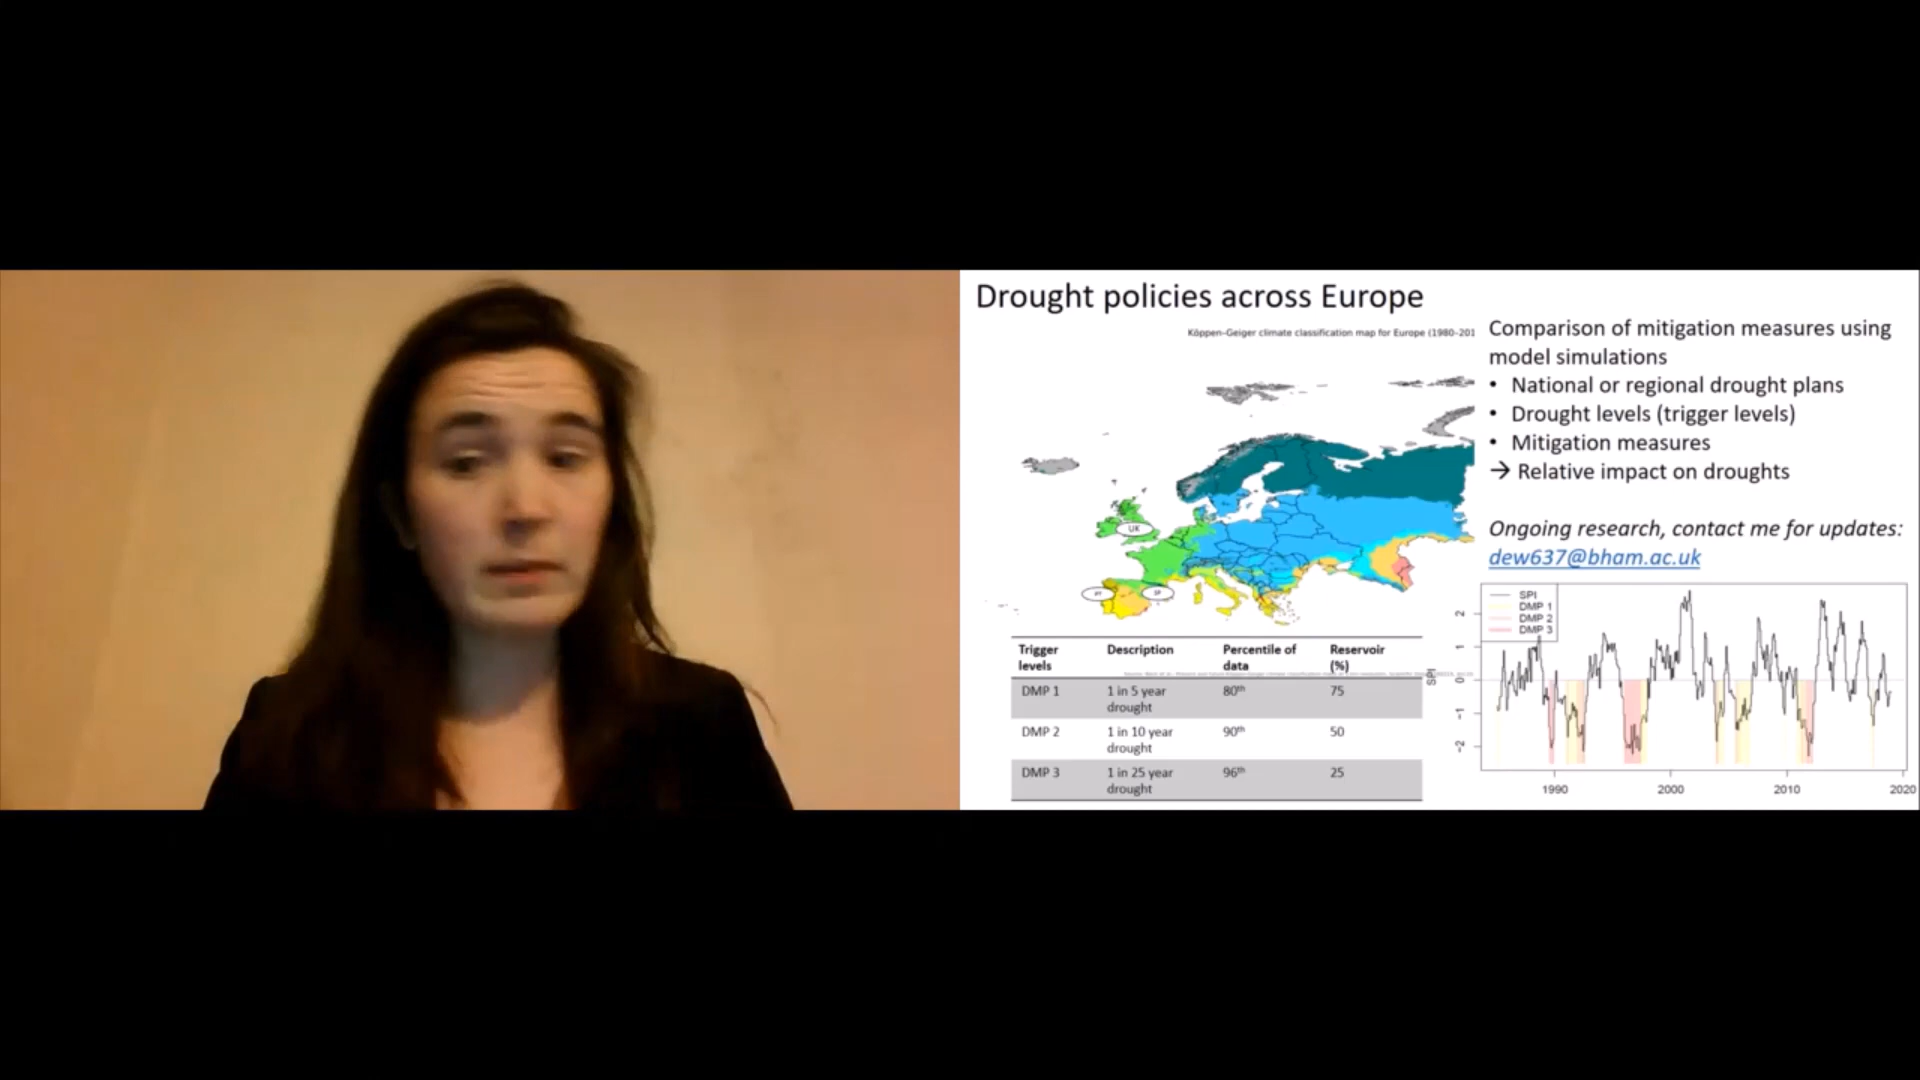 Drought policies across Europe
Köppen-Geiger climate classification map for Europe (1980-201
UK
PT
SP
Trigger levels Description Percentile of data Reservoir (%)
DMP 1 1 in 5 year drought 80th 75
DMP 2 1 in 10 year drought 90th 50
DMP 3 1 in 25 year drought 96th 25
Comparison of mitigation measures using
model simulations
• National or regional drought plans
• Drought levels (trigger levels)
• Mitigation measures
→ Relative impact on droughts
Ongoing research, contact me for updates:
dew637@bham.ac.uk
SPI
DMP 1
DMP 2
DMP 3
SPI
2
1
0
-1
-2
1990 2000 2010 2020